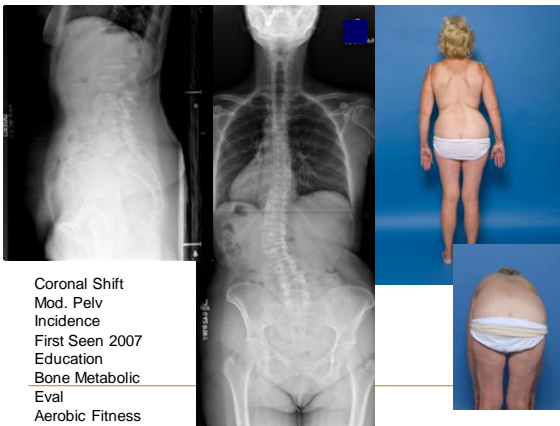 Coronal Shift
Mod. Pelv
Incidence
First Seen 2007
Education
Bone Metabolic
Eval
Aerobic Fitness